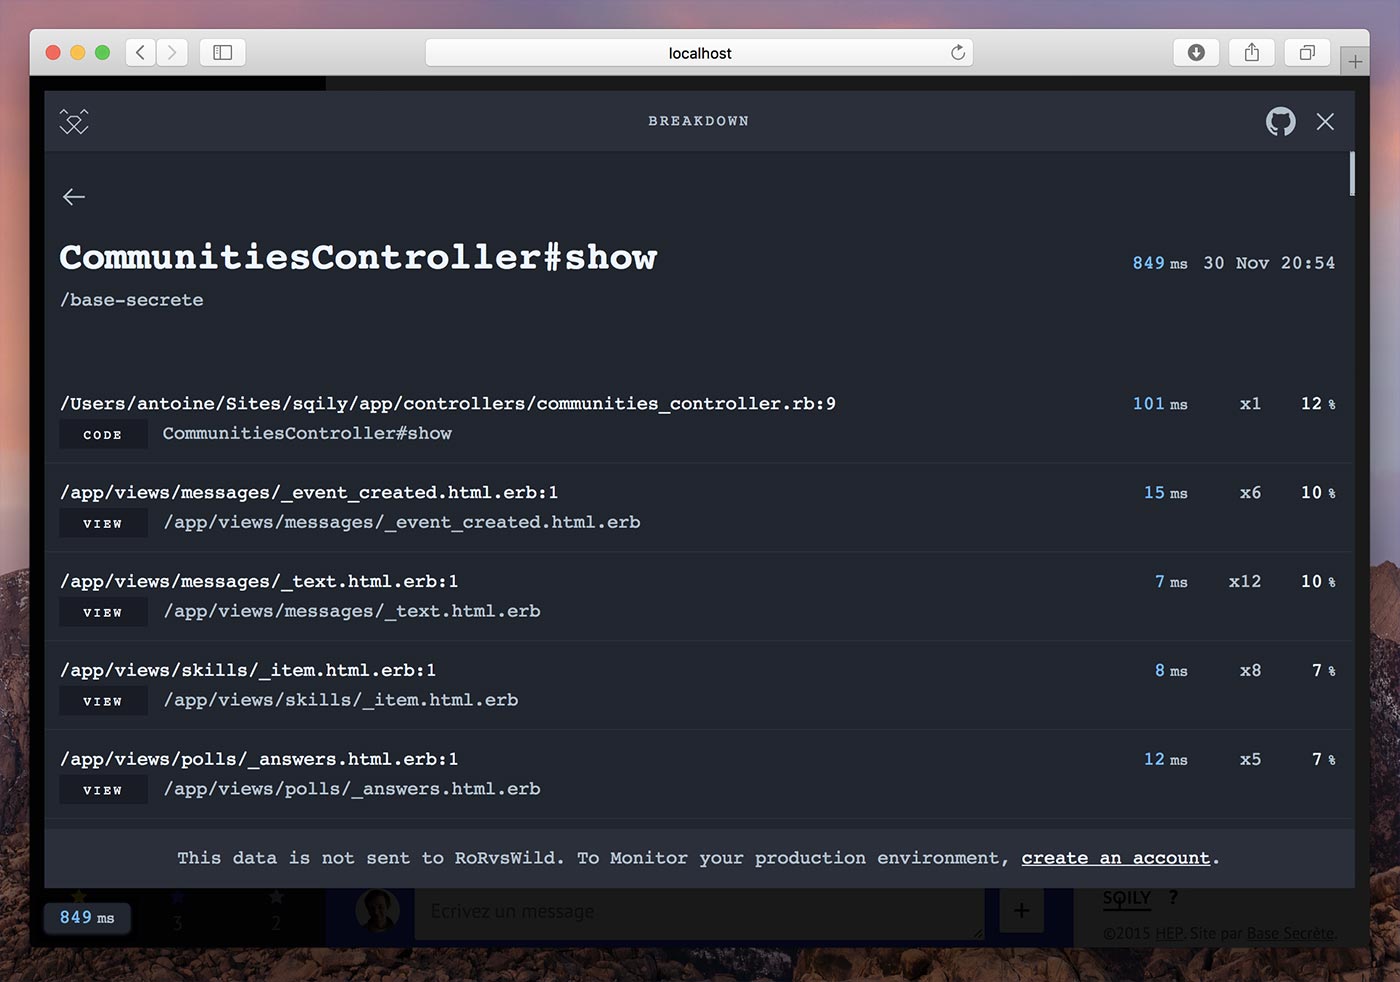 localhost
BREAKDOWN
CommunitiesController#show
849 ms 30 Nov 20:54
/base-secrete
/Users/antoine/Sites/sqily/app/controllers/communities_controller.rb:9 101 ms x1 12 %
CODE CommunitiesController#show
/app/views/messages/_event_created.html.erb:1 15 ms x6 10 %
VIEW /app/views/messages/_event_created.html.erb
/app/views/messages/_text.html.erb:1 7 ms x12 10 %
VIEW /app/views/messages/_text.html.erb
/app/views/skills/_item.html.erb:1 8 ms x8 7 %
VIEW /app/views/skills/_item.html.erb
/app/views/polls/_answers.html.erb:1 12 ms x5 7 %
VIEW /app/views/polls/_answers.html.erb
This data is not sent to RoRvsWild. To Monitor your production environment, create an account.
849 ms
3 2
Ecrivez un message
+
SQILY ?
©2015 HEP. Site par Base Secrète.